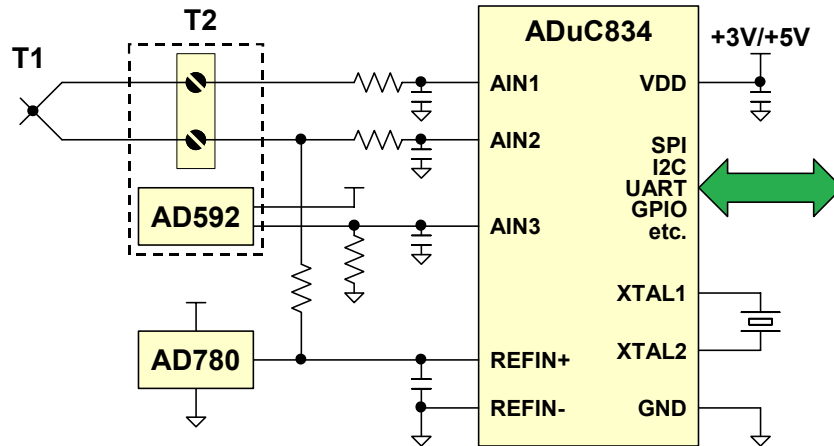 T1
T2
ADuC834
+3V/+5V
AIN1
VDD
AIN2
SPI
I2C
UART
GPIO
etc.
AD592
AIN3
XTAL1
AD780
REFIN+
XTAL2
REFIN-
GND